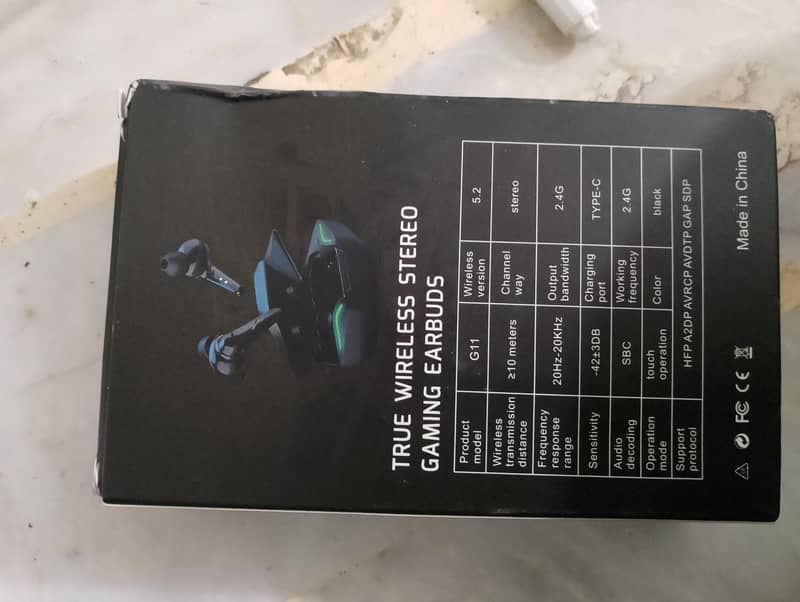 TRUE WIRELESS STEREO
GAMING EARBUDS
Product model G11 Wireless version 5.2
Wireless transmission distance ≥10 meters Channel way stereo
Frequency response range 20Hz-20KHz Output bandwidth 2.4G
Sensitivity -42±3DB Charging port TYPE-C
Audio decoding SBC Working frequency 2.4G
Operation mode touch operation Color black
Support protocol HFP A2DP AVRCP AVDTP GAP SDP
FC CE Made in China